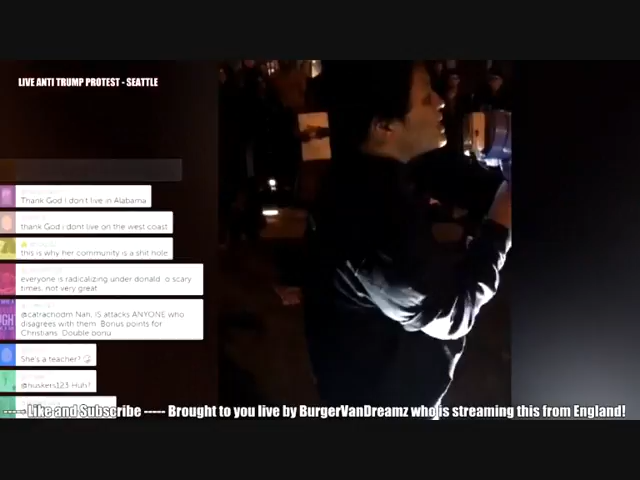 LIVE ANTI TRUMP PROTEST - SEATTLE
Thank God I don't live in Alabama
thank God i dont live on the west coast
this is why her community is a shit hole
everyone is radicalizing under donald :o scary
times, not very great
@catrachodm Nah, IS attacks ANYONE who
disagrees with them. Bonus points for
Christians. Double bonu
She's a teacher?
@huskers123 Huh?
----- Like and Subscribe ----- Brought to you live by BurgerVanDreamz who is streaming this from England!